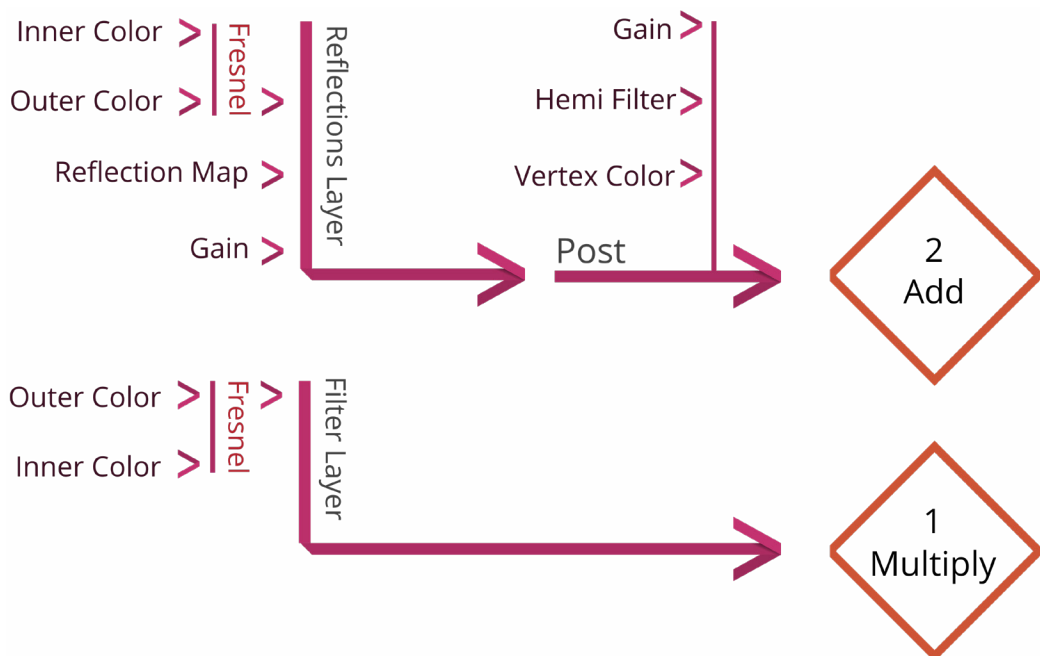 Inner Color
Fresnel
Outer Color
Reflection Map
Gain
Reflections Layer
Gain
Hemi Filter
Vertex Color
Post
2
Add
Outer Color
Fresnel
Inner Color
Filter Layer
1
Multiply